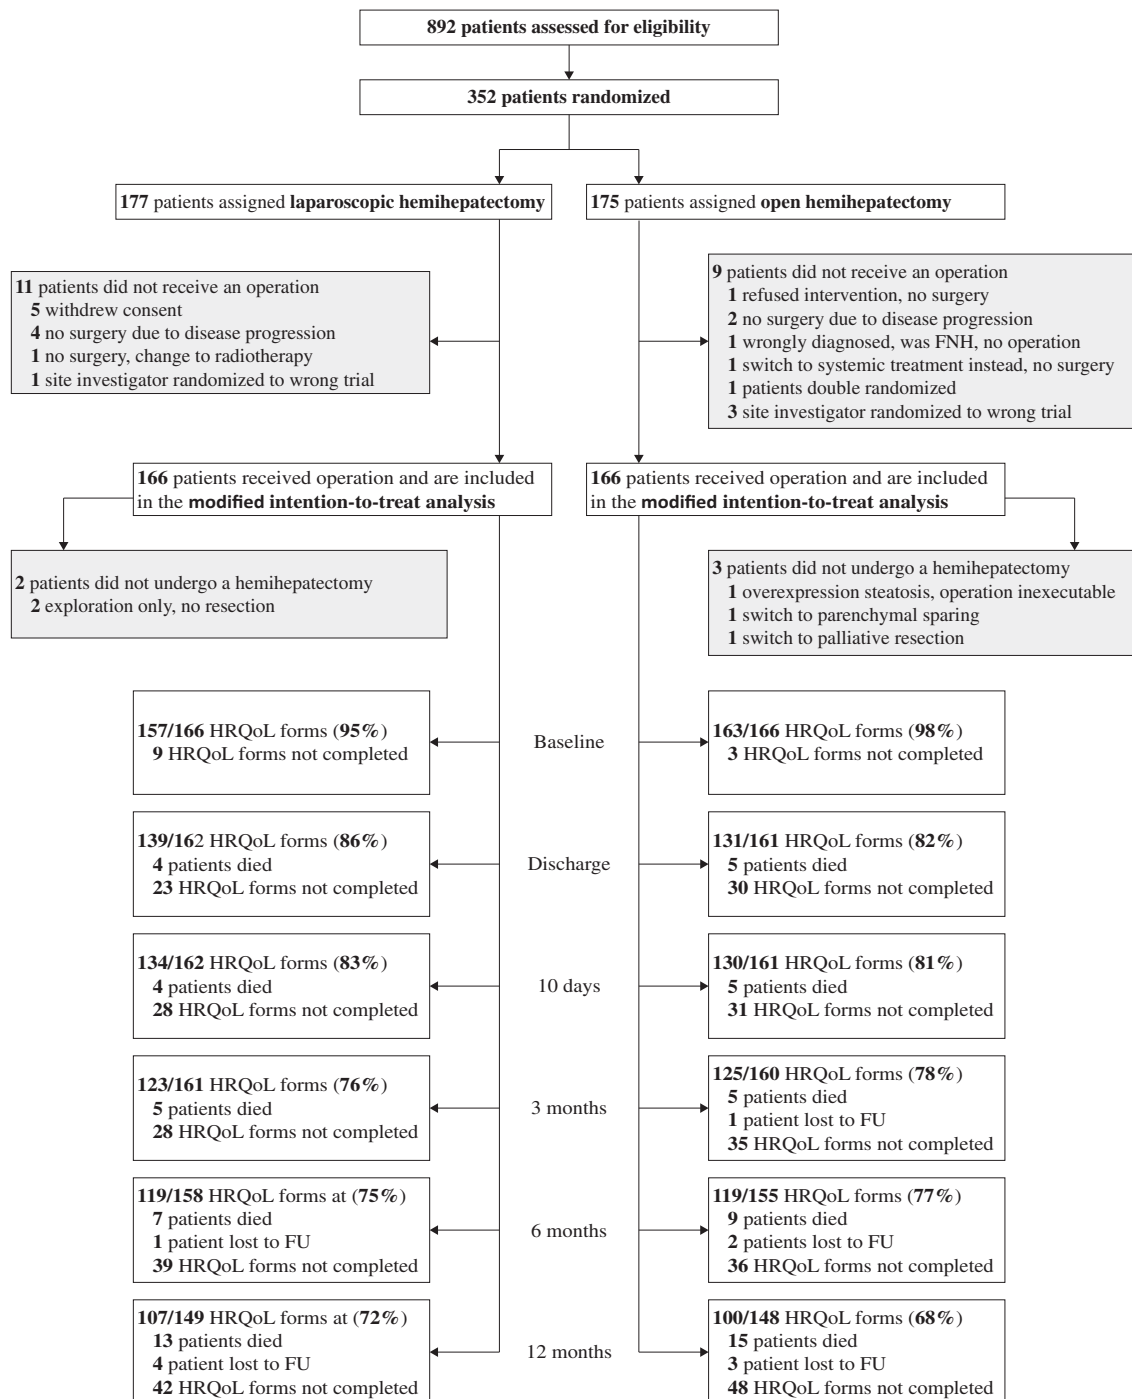 892 patients assessed for eligibility
352 patients randomized
177 patients assigned laparoscopic hemihepatectomy
175 patients assigned open hemihepatectomy
11 patients did not receive an operation
5 withdrew consent
4 no surgery due to disease progression
1 no surgery, change to radiotherapy
1 site investigator randomized to wrong trial
9 patients did not receive an operation
1 refused intervention, no surgery
2 no surgery due to disease progression
1 wrongly diagnosed, was FNH, no operation
1 switch to systemic treatment instead, no surgery
1 patients double randomized
3 site investigator randomized to wrong trial
166 patients received operation and are included
in the modified intention-to-treat analysis
166 patients received operation and are included
in the modified intention-to-treat analysis
2 patients did not undergo a hemihepatectomy
2 exploration only, no resection
3 patients did not undergo a hemihepatectomy
1 overexpression steatosis, operation inexecutable
1 switch to parenchymal sparing
1 switch to palliative resection
157/166 HRQoL forms (95%)
9 HRQoL forms not completed
Baseline
163/166 HRQoL forms (98%)
3 HRQoL forms not completed
139/162 HRQoL forms (86%)
4 patients died
23 HRQoL forms not completed
Discharge
131/161 HRQoL forms (82%)
5 patients died
30 HRQoL forms not completed
134/162 HRQoL forms (83%)
4 patients died
28 HRQoL forms not completed
10 days
130/161 HRQoL forms (81%)
5 patients died
31 HRQoL forms not completed
123/161 HRQoL forms (76%)
5 patients died
28 HRQoL forms not completed
3 months
125/160 HRQoL forms (78%)
5 patients died
1 patient lost to FU
35 HRQoL forms not completed
119/158 HRQoL forms at (75%)
7 patients died
1 patient lost to FU
39 HRQoL forms not completed
6 months
119/155 HRQoL forms (77%)
9 patients died
2 patients lost to FU
36 HRQoL forms not completed
107/149 HRQoL forms at (72%)
13 patients died
4 patient lost to FU
42 HRQoL forms not completed
12 months
100/148 HRQoL forms (68%)
15 patients died
3 patient lost to FU
48 HRQoL forms not completed